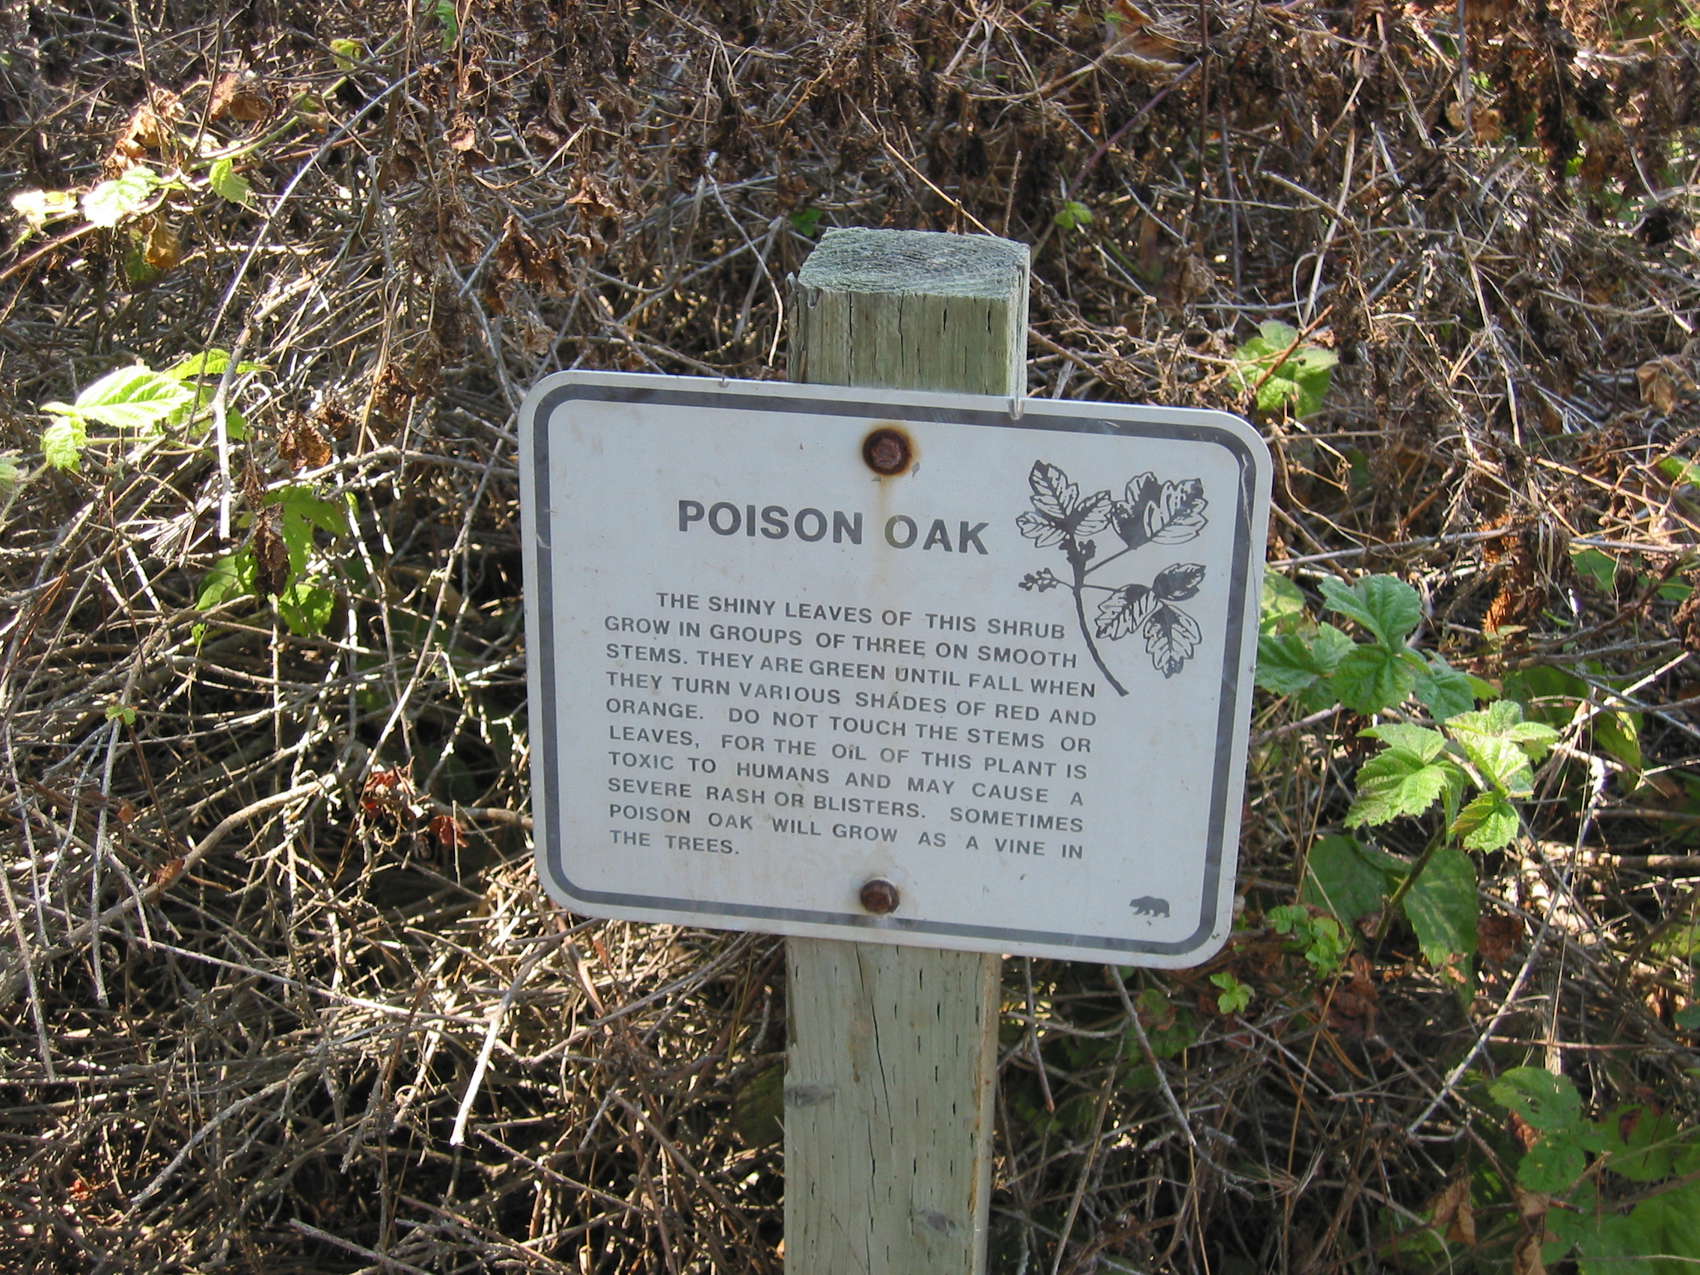 POISON OAK
THE SHINY LEAVES OF THIS SHRUB
GROW IN GROUPS OF THREE ON SMOOTH
STEMS. THEY ARE GREEN UNTIL FALL WHEN
THEY TURN VARIOUS SHADES OF RED AND
ORANGE. DO NOT TOUCH THE STEMS OR
LEAVES, FOR THE OIL OF THIS PLANT IS
TOXIC TO HUMANS AND MAY CAUSE A
SEVERE RASH OR BLISTERS. SOMETIMES
POISON OAK WILL GROW AS A VINE IN
THE TREES.